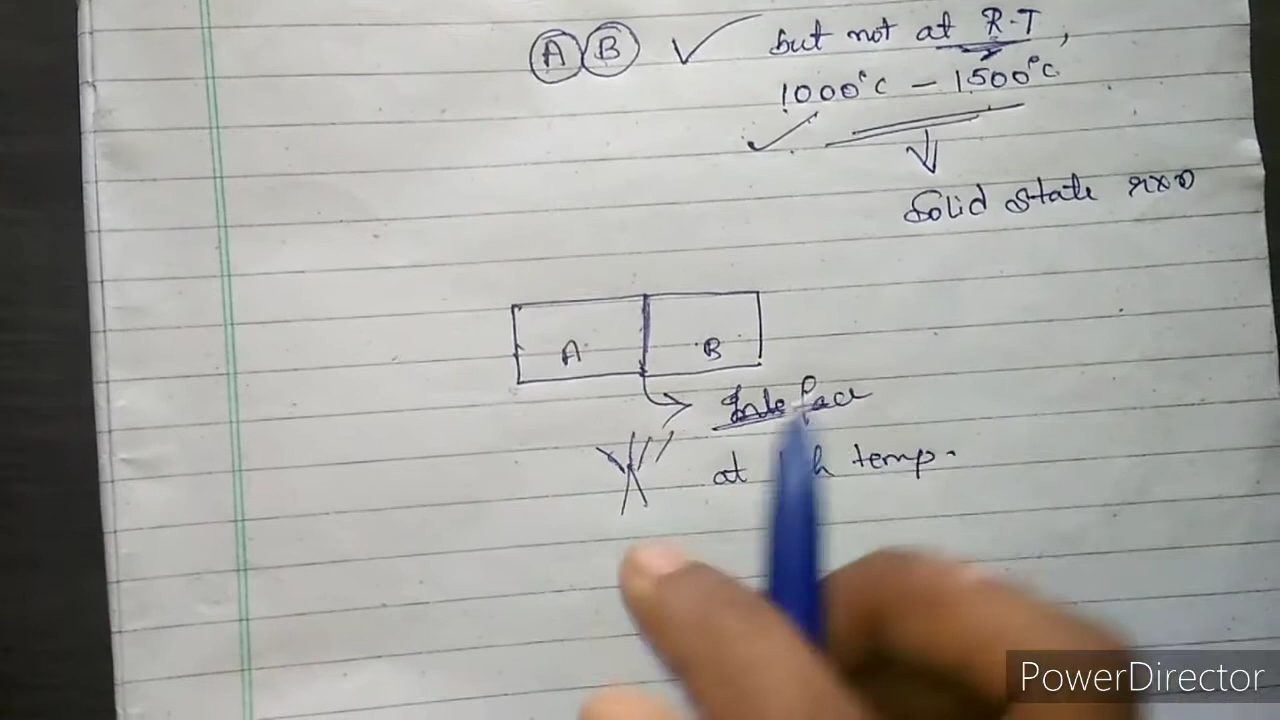 A B ✓ but not at R.T,
1000°C - 1500°C
Solid state rxn
A B
Interface
at temp.
PowerDirector